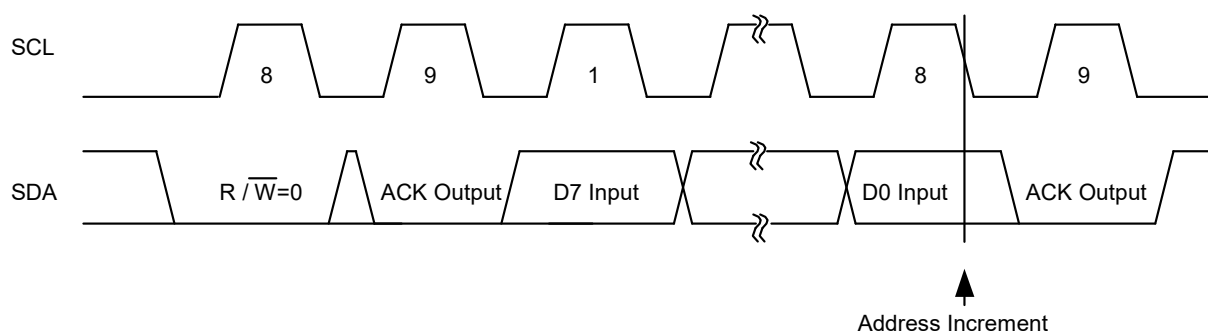 SCL
8 9 1 8 9
SDA
R / W̅=0 ACK Output D7 Input D0 Input ACK Output
Address Increment